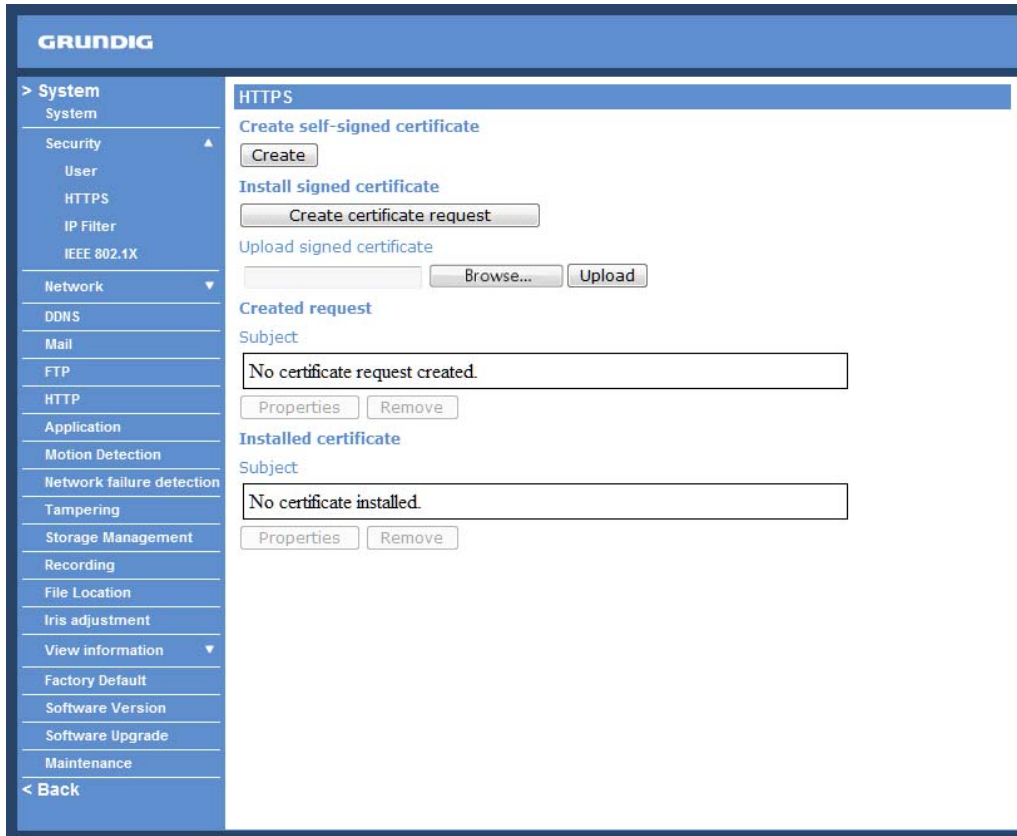 GRUNDIG
> System
System
Security
User
HTTPS
IP Filter
IEEE 802.1X
Network
DDNS
Mail
FTP
HTTP
Application
Motion Detection
Network failure detection
Tampering
Storage Management
Recording
File Location
Iris adjustment
View information
Factory Default
Software Version
Software Upgrade
Maintenance
< Back
HTTPS
Create self-signed certificate
Create
Install signed certificate
Create certificate request
Upload signed certificate
Browse... Upload
Created request
Subject
No certificate request created.
Properties Remove
Installed certificate
Subject
No certificate installed.
Properties Remove